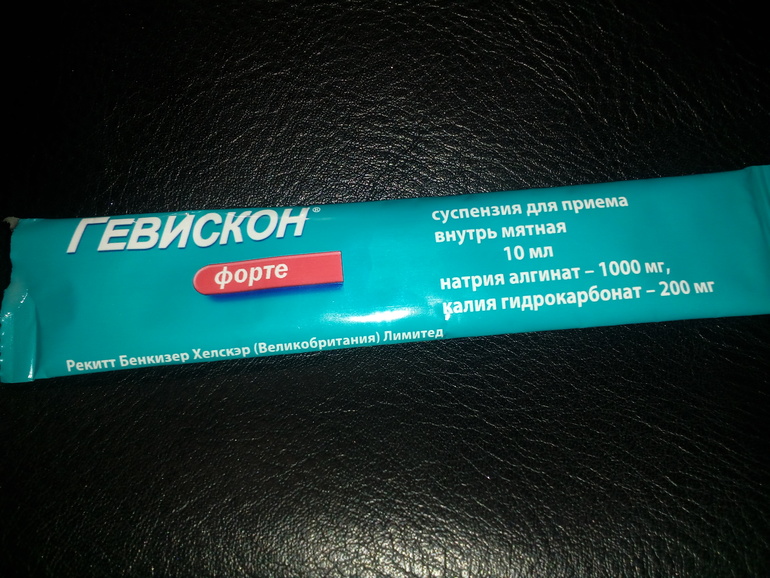 ГЕВИСКОН®
форте
суспензия для приема
внутрь мятная
10 мл
натрия алгинат – 1000 мг,
калия гидрокарбонат – 200 мг
Рекитт Бенкизер Хелскэр (Великобритания) Лимитед